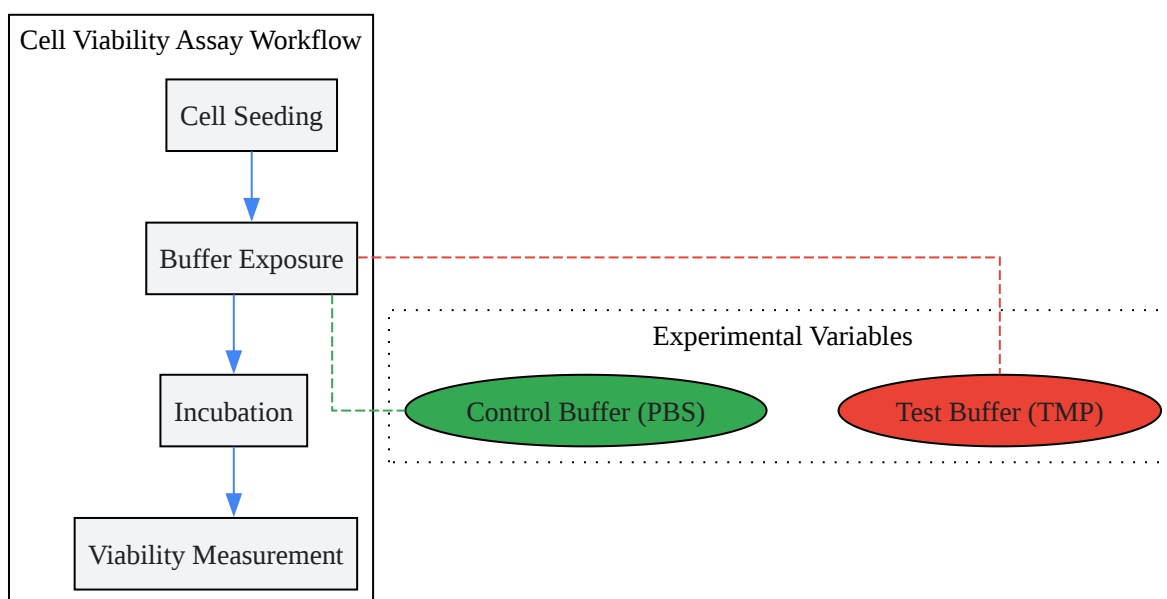 Cell Viability Assay Workflow
Cell Seeding
Buffer Exposure
Experimental Variables
Incubation
Control Buffer (PBS)
Test Buffer (TMP)
Viability Measurement